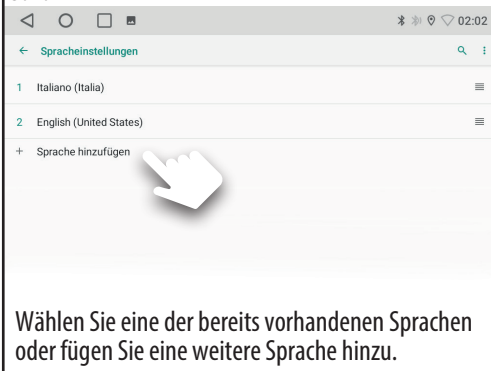 02:02
Spracheinstellungen
1 Italiano (Italia)
2 English (United States)
+ Sprache hinzufügen
Wählen Sie eine der bereits vorhandenen Sprachen
oder fügen Sie eine weitere Sprache hinzu.